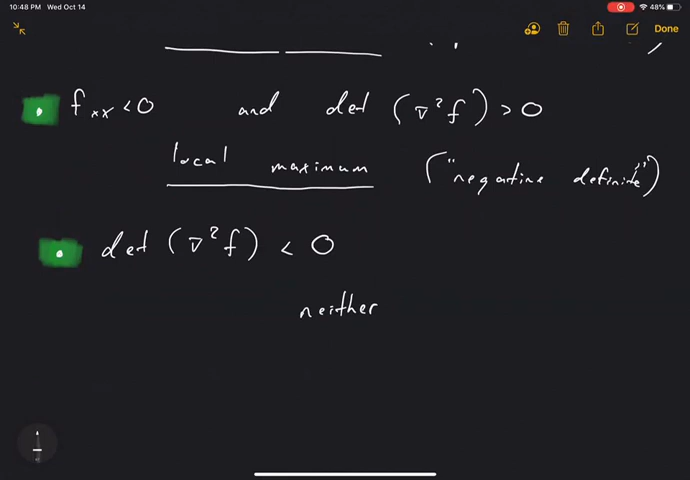 10:48 PM Wed Oct 14
48%
Done
f_xx < 0 and det (∇²f) > 0
local maximum ("negative definite")
det (∇²f) < 0
neither